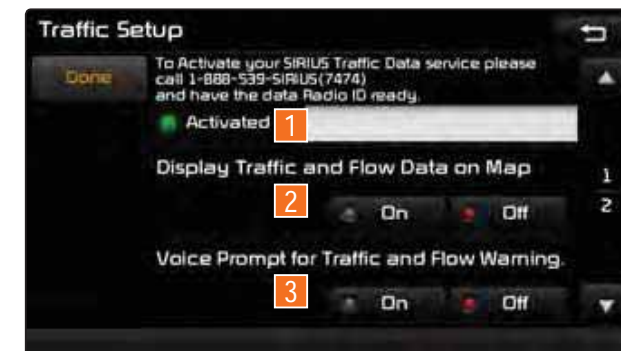 Traffic Setup
Done
To Activate your SIRIUS Traffic Data service please
call 1-888-539-SIRIUS(7474)
and have the data Radio ID ready.
Activated 1
Display Traffic and Flow Data on Map
2 On Off
Voice Prompt for Traffic and Flow Warning.
3 On Off
1
2